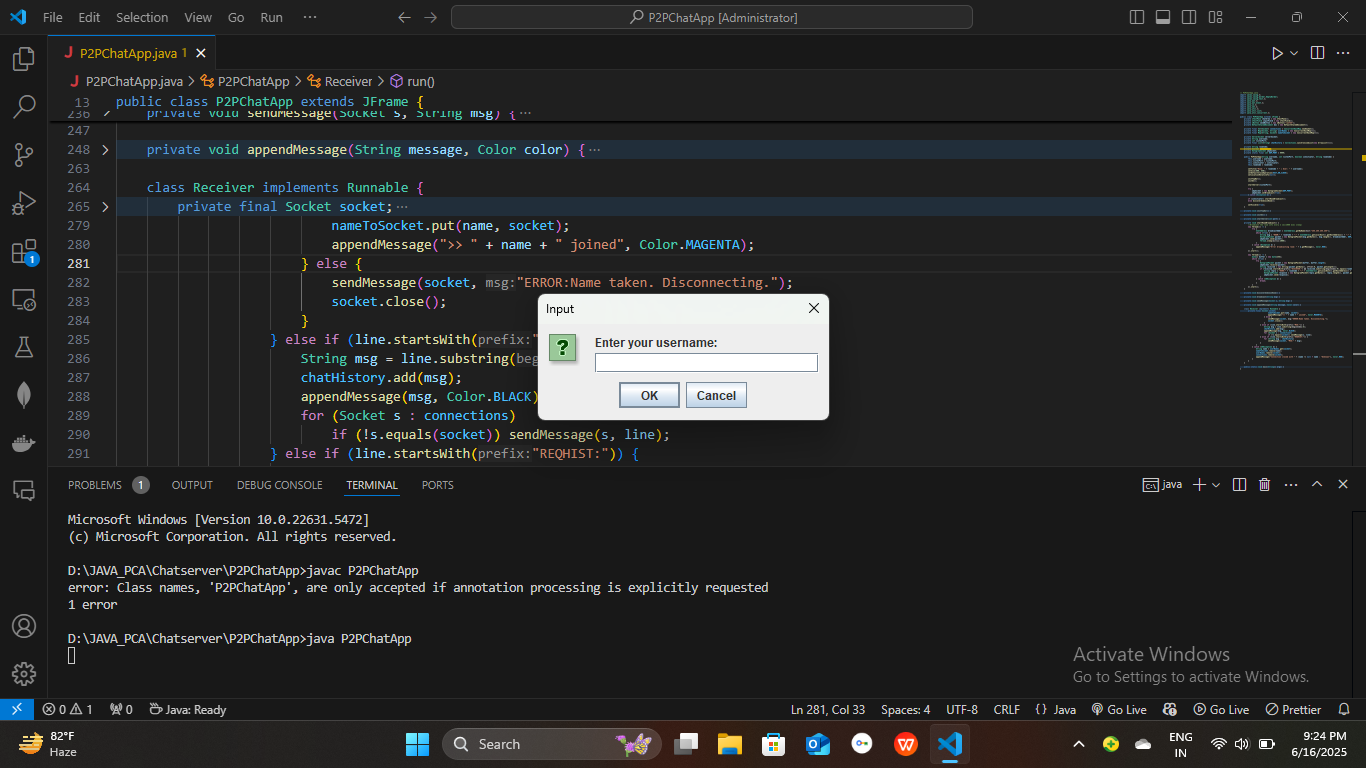 File Edit Selection View Go Run ··· P2PChatApp [Administrator]
J P2PChatApp.java 1
J P2PChatApp.java > P2PChatApp > Receiver > run()
13 public class P2PChatApp extends JFrame {
236 private void sendMessage(Socket s, String msg) {···
247
248 private void appendMessage(String message, Color color) {···
263
264 class Receiver implements Runnable {
265 private final Socket socket;···
279 nameToSocket.put(name, socket);
280 appendMessage(">> " + name + " joined", Color.MAGENTA);
281 } else {
282 sendMessage(socket, msg:"ERROR:Name taken. Disconnecting.");
283 socket.close();
284 }
285 } else if (line.startsWith(prefix:"
286 String msg = line.substring(beg
287 chatHistory.add(msg);
288 appendMessage(msg, Color.BLACK)
289 for (Socket s : connections)
290 if (!s.equals(socket)) sendMessage(s, line);
291 } else if (line.startsWith(prefix:"REQHIST:")) {
Input
Enter your username:
OK Cancel
1
PROBLEMS 1 OUTPUT DEBUG CONSOLE TERMINAL PORTS
java
Microsoft Windows [Version 10.0.22631.5472]
(c) Microsoft Corporation. All rights reserved.
D:\JAVA_PCA\Chatserver\P2PChatApp>javac P2PChatApp
error: Class names, 'P2PChatApp', are only accepted if annotation processing is explicitly requested
1 error
D:\JAVA_PCA\Chatserver\P2PChatApp>java P2PChatApp
Activate Windows
Go to Settings to activate Windows.
0 1 0 Java: Ready Ln 281, Col 33 Spaces: 4 UTF-8 CRLF {} Java Go Live Go Live Prettier
82°F
Haze
Search
ENG
IN
9:24 PM
6/16/2025